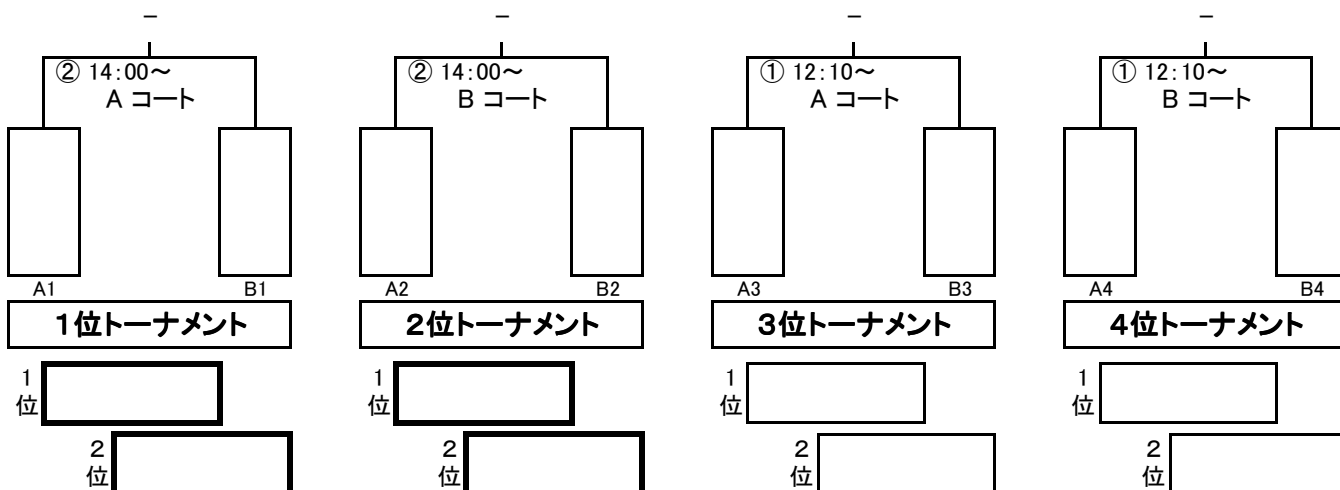 － － － －
② 14:00～ ② 14:00～ ① 12:10～ ① 12:10～
A コート B コート A コート B コート
A1 B1 A2 B2 A3 B3 A4 B4
1位トーナメント 2位トーナメント 3位トーナメント 4位トーナメント
1位 1位 1位 1位
2位 2位 2位 2位